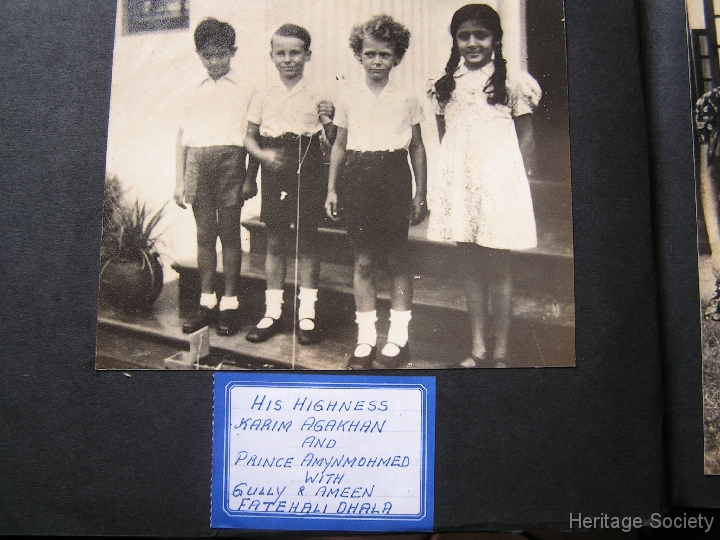 HIS HIGHNESS
KARIM AGAKHAN
AND
PRINCE AMYNMOHMED
WITH
GULLY & AMEEN
FATEHALI DHALA
Heritage Society